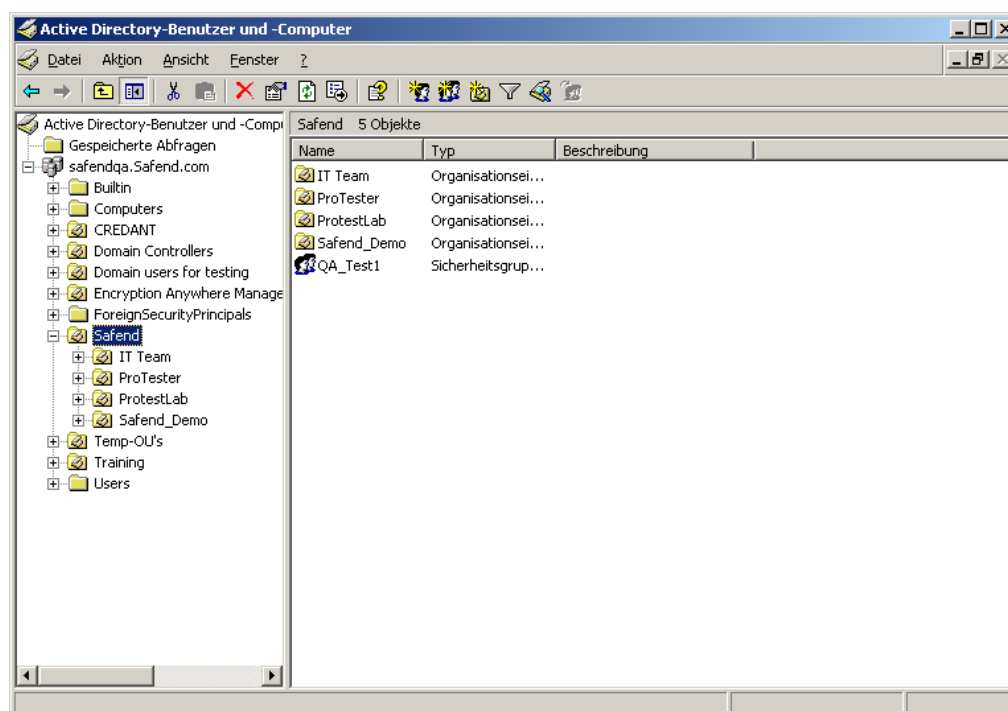 Active Directory-Benutzer und -Computer
Datei Aktion Ansicht Fenster ?
Active Directory-Benutzer und -Comp
Gespeicherte Abfragen
safendqa.Safend.com
Builtin
Computers
CREDANT
Domain Controllers
Domain users for testing
Encryption Anywhere Manage
ForeignSecurityPrincipals
Safend
IT Team
ProTester
ProtestLab
Safend_Demo
Temp-OU's
Training
Users
Safend 5 Objekte
Name Typ Beschreibung
IT Team Organisationsei...
ProTester Organisationsei...
ProtestLab Organisationsei...
Safend_Demo Organisationsei...
QA_Test1 Sicherheitsgrup...